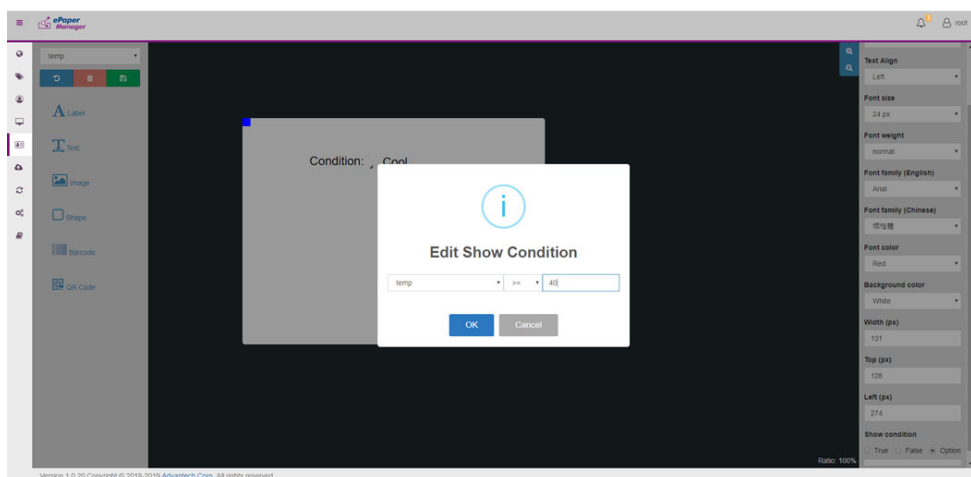 ePaper
Manager
root
temp
Label
Text
Image
Shape
Barcode
QR Code
Condition:
Cool
Edit Show Condition
temp >= 40
OK Cancel
Text Align
Left
Font size
24 px
Font weight
normal
Font family (English)
Arial
Font family (Chinese)
Font color
Red
Background color
White
Width (px)
131
Top (px)
128
Left (px)
274
Show condition
True False Option
Ratio: 100%
Version 1.0.20 Copyright © 2018-2019 Advantech.Com. All rights reserved.